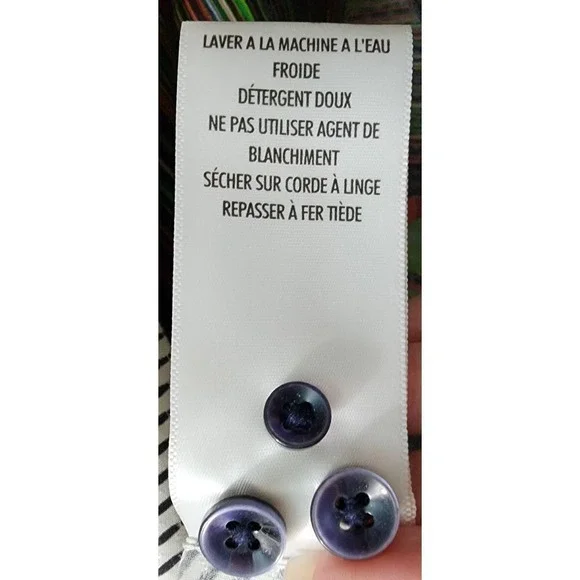 LAVER A LA MACHINE A L'EAU
FROIDE
DÉTERGENT DOUX
NE PAS UTILISER AGENT DE
BLANCHIMENT
SÉCHER SUR CORDE À LINGE
REPASSER À FER TIÈDE